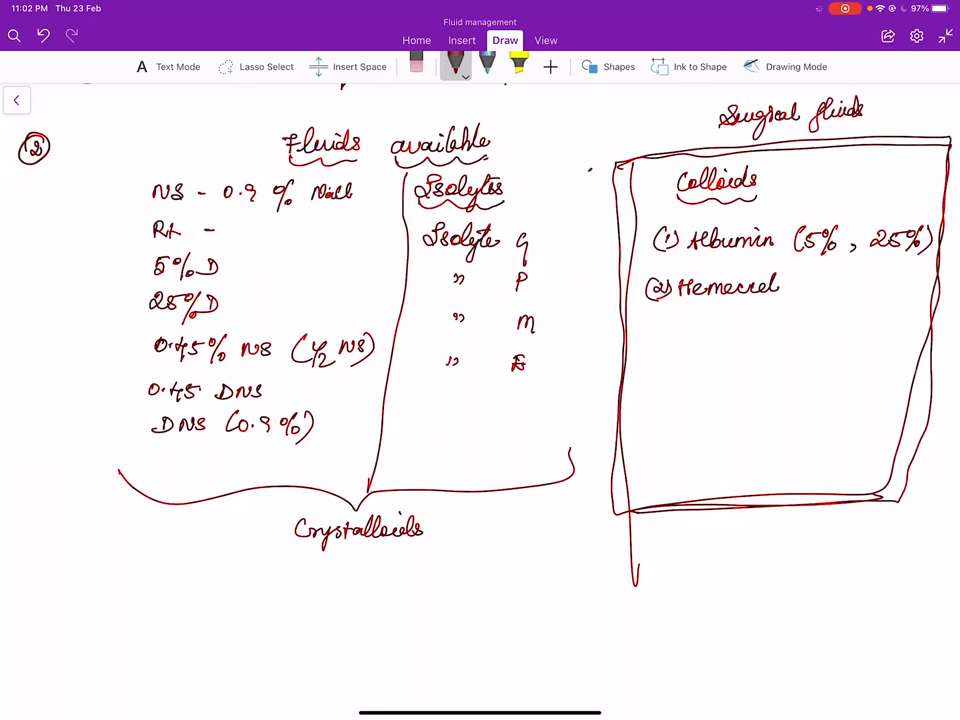 11:02 PM Thu 23 Feb
97%
Fluid management
Home Insert Draw View
Text Mode Lasso Select Insert Space Shapes Ink to Shape Drawing Mode
Surgical fluids
(2)
Fluids available
NS - 0.9 % Nacl
RL -
5% D
25% D
0.45% NS (1/2 NS)
0.45 DNS
DNS (0.9%)
Isolytes
Isolyte G
" P
" M
" E
Crystalloids
Colloids
(1) Albumin (5%, 25%)
(2) Hemeccel